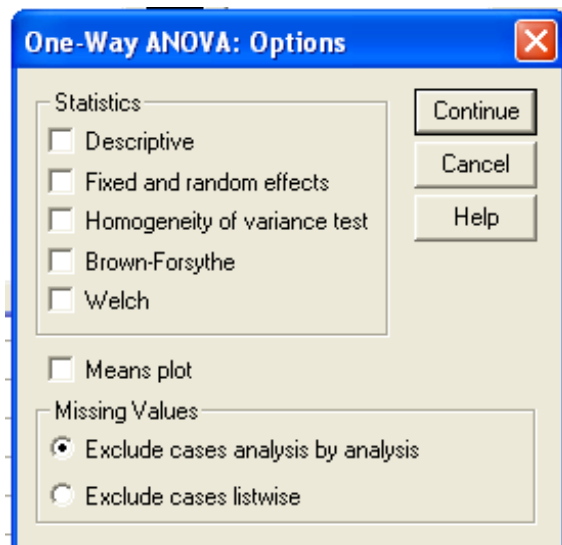 One-Way ANOVA: Options
Statistics
Descriptive
Fixed and random effects
Homogeneity of variance test
Brown-Forsythe
Welch
Continue
Cancel
Help
Means plot
Missing Values
Exclude cases analysis by analysis
Exclude cases listwise